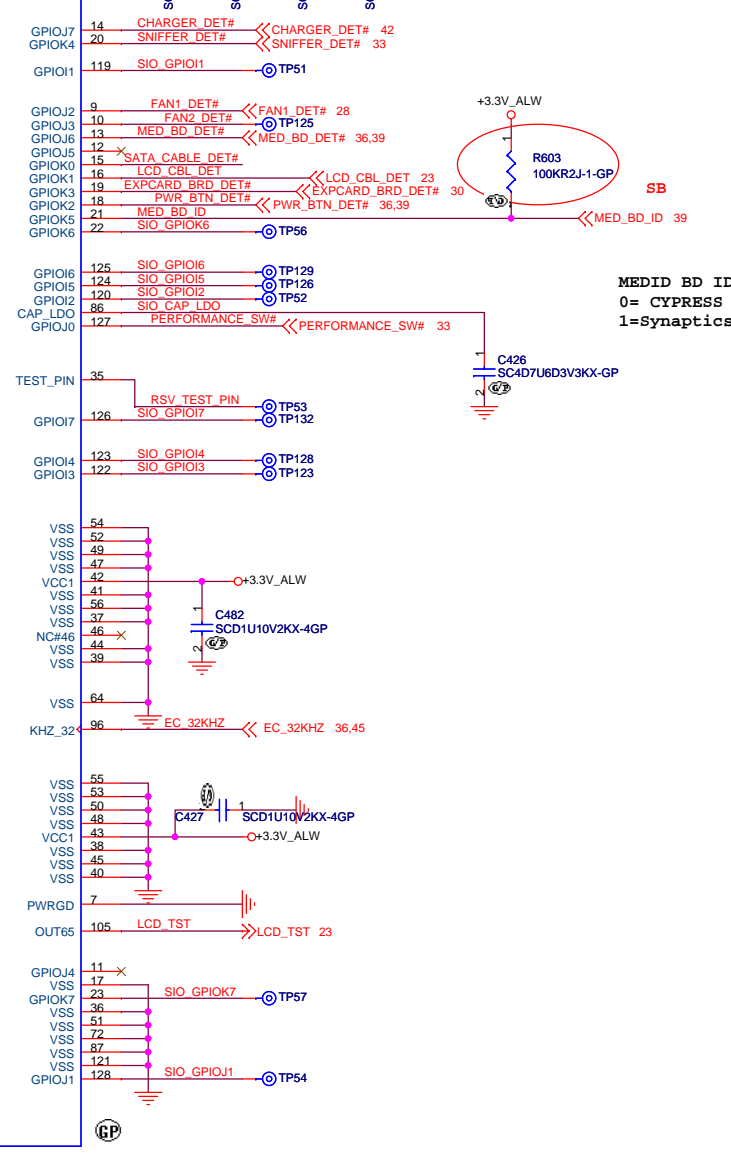 GPIOJ7 14 CHARGER_DET# CHARGER_DET# 42
GPIOK4 20 SNIFFER_DET# SNIFFER_DET# 33
GPIOI1 119 SIO_GPIOI1 TP51
GPIOJ2 9 FAN1_DET# FAN1_DET# 28
GPIOJ3 10 FAN2_DET# TP125
GPIOJ6 13 MED_BD_DET# MED_BD_DET# 36,39
GPIOJ5 12
GPIOK0 15 SATA_CABLE_DET#
GPIOK1 16 LCD_CBL_DET LCD_CBL_DET 23
GPIOK3 19 EXPCARD_BRD_DET# EXPCARD_BRD_DET# 30
GPIOK2 18 PWR_BTN_DET# PWR_BTN_DET# 36,39
GPIOK5 21 MED_BD_ID MED_BD_ID 39
GPIOK6 22 SIO_GPIOK6 TP56
+3.3V_ALW
1
R603
100KR2J-1-GP
SB
GPIOI6 125 SIO_GPIOI6 TP129
GPIOI5 124 SIO_GPIOI5 TP126
GPIOI2 120 SIO_GPIOI2 TP52
CAP_LDO 86 SIO_CAP_LDO
GPIOJ0 127 PERFORMANCE_SW# PERFORMANCE_SW# 33
MEDID BD ID
0= CYPRESS
1=Synaptics
1
C426
SC4D7U6D3V3KX-GP
2
TEST_PIN 35 RSV_TEST_PIN TP53
GPIOI7 126 SIO_GPIOI7 TP132
GPIOI4 123 SIO_GPIOI4 TP128
GPIOI3 122 SIO_GPIOI3 TP123
VSS 54
VSS 52
VSS 49
VSS 47
VCC1 42 +3.3V_ALW
VSS 41
VSS 56
VSS 37
NC#46 46
VSS 44
VSS 39
1
C482
SCD1U10V2KX-4GP
2
VSS 64
KHZ_32 96 EC_32KHZ EC_32KHZ 36,45
VSS 55
VSS 53
VSS 50
VSS 48
C427 1 SCD1U10V2KX-4GP
VCC1 43 +3.3V_ALW
VSS 38
VSS 45
VSS 40
PWRGD 7
OUT65 105 LCD_TST LCD_TST 23
GPIOJ4 11
VSS 17
GPIOK7 23 SIO_GPIOK7 TP57
VSS 36
VSS 51
VSS 72
VSS 87
VSS 121
GPIOJ1 128 SIO_GPIOJ1 TP54
GP